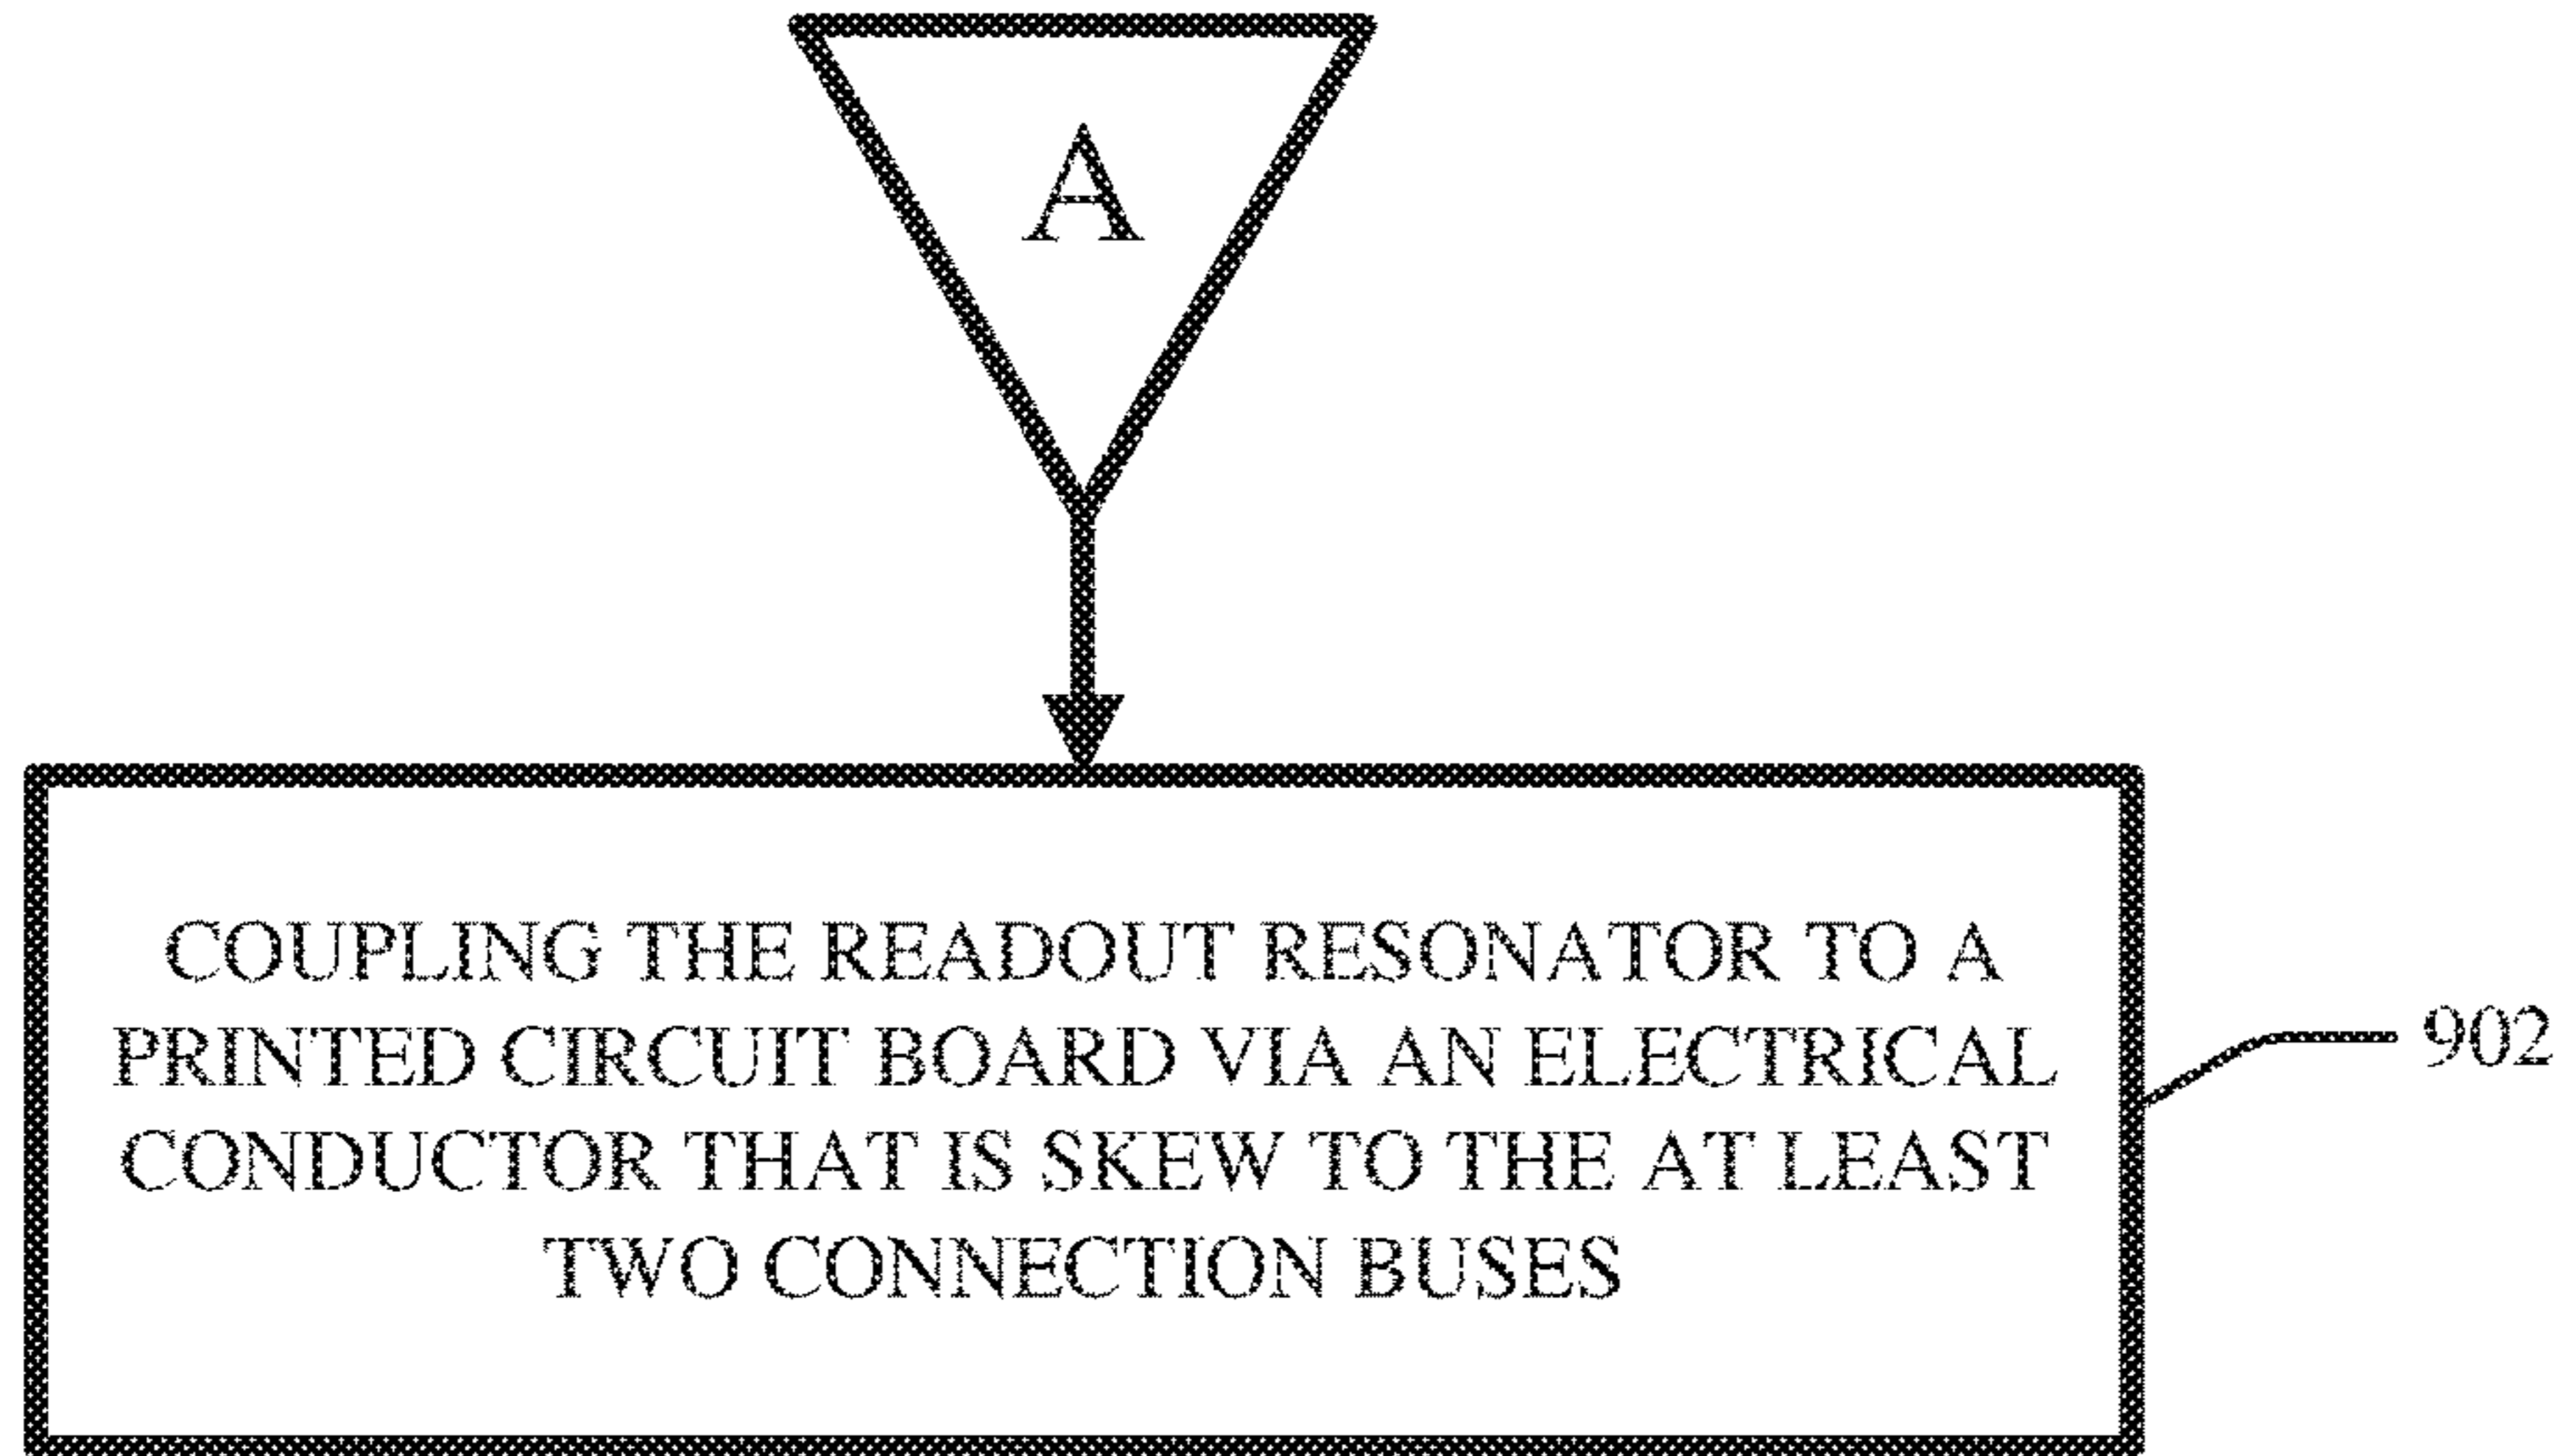 A
COUPLING THE READOUT RESONATOR TO A
PRINTED CIRCUIT BOARD VIA AN ELECTRICAL
CONDUCTOR THAT IS SKEW TO THE AT LEAST
TWO CONNECTION BUSES
902